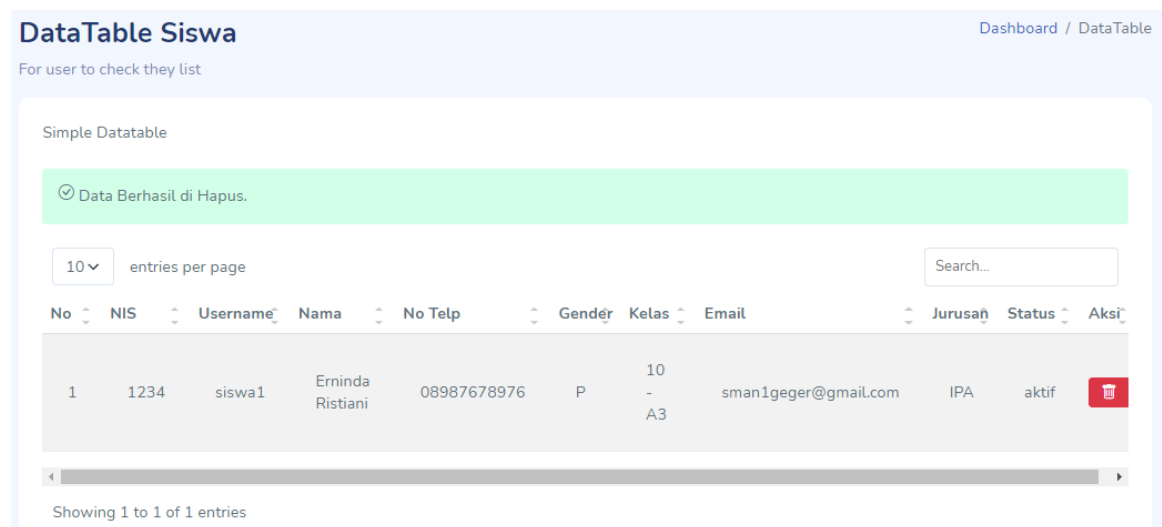 DataTable Siswa
Dashboard / DataTable
For user to check they list
Simple Datatable
Data Berhasil di Hapus.
10 entries per page
Search...
No NIS Username Nama No Telp Gender Kelas Email Jurusan Status Aksi
1 1234 siswa1 Erninda Ristiani 08987678976 P 10 - A3 sman1geger@gmail.com IPA aktif
Showing 1 to 1 of 1 entries